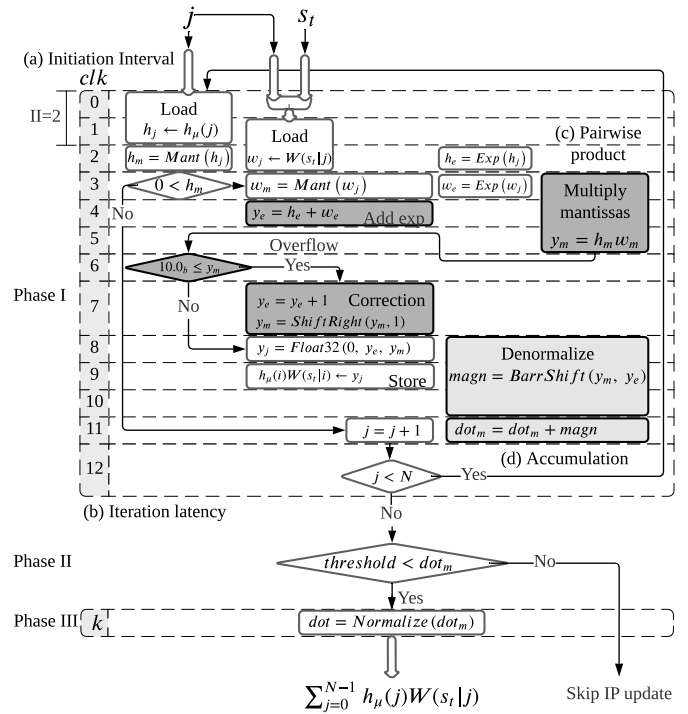 j s_t
(a) Initiation Interval
clk
II=2
0
Load
h_j ← h_μ(j)
1
Load
w_j ← W(s_t|j)
(c) Pairwise
product
2
h_m = Mant(h_j)
h_e = Exp(h_j)
3
0 < h_m
w_m = Mant(w_j)
w_e = Exp(w_j)
Multiply
mantissas
y_m = h_m w_m
No
4
y_e = h_e + w_e
Add exp
5
Overflow
6
10.0_b ≤ y_m
Yes
Phase I
No
7
y_e = y_e + 1 Correction
y_m = ShiftRight(y_m, 1)
8
y_j = Float32(0, y_e, y_m)
Denormalize
magn = BarrShift(y_m, y_e)
9
h_μ(i)W(s_t|i) ← y_j
Store
10
11
j = j + 1
dot_m = dot_m + magn
(d) Accumulation
12
j < N
Yes
(b) Iteration latency
No
Phase II
threshold < dot_m
No
Yes
Phase III
k
dot = Normalize(dot_m)
∑_{j=0}^{N−1} h_μ(j)W(s_t|j)
Skip IP update